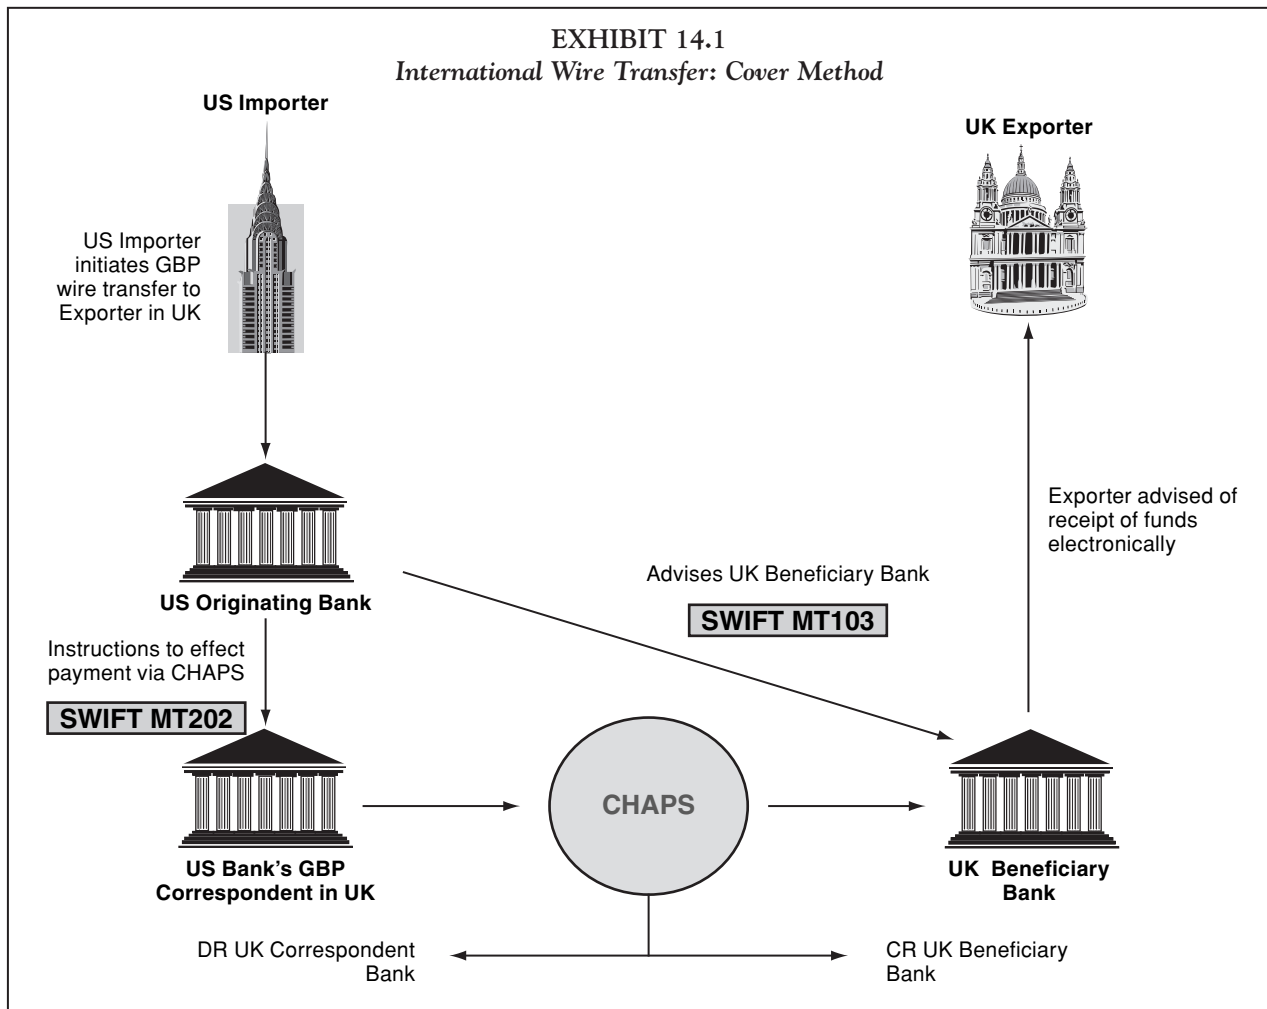 EXHIBIT 14.1
International Wire Transfer: Cover Method
US Importer
UK Exporter
US Importer
initiates GBP
wire transfer to
Exporter in UK
Exporter advised of
receipt of funds
electronically
US Originating Bank
Advises UK Beneficiary Bank
SWIFT MT103
Instructions to effect
payment via CHAPS
SWIFT MT202
CHAPS
US Bank's GBP
Correspondent in UK
UK Beneficiary
Bank
DR UK Correspondent
Bank
CR UK Beneficiary
Bank